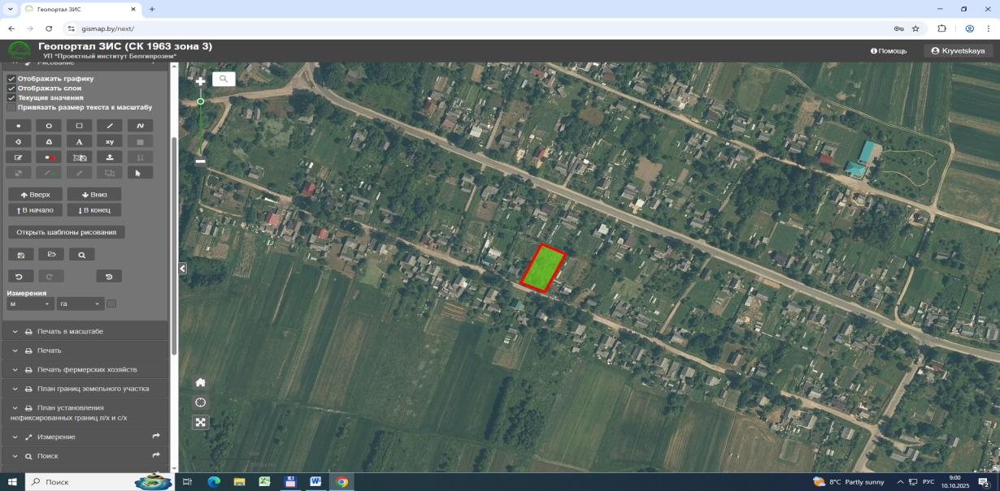 Геопортал ЗИС
gismap.by/next/
Геопортал ЗИС (СК 1963 зона 3)
УП "Проектный институт Белгипрозем"
Помощь
Kryvetskaya
Рисование
Отображать графику
Отображать слои
Текущие значения
Привязать размер текста к масштабу
A
xy
Вверх
Вниз
В начало
В конец
Открыть шаблоны рисования
Измерения
м
га
Печать в масштабе
Печать
Печать фермерских хозяйств
План границ земельного участка
План установления
нефиксированных границ л/х и с/х
Измерение
Поиск
Поиск
8°C Partly sunny
РУС
9:00
10.10.2025
2